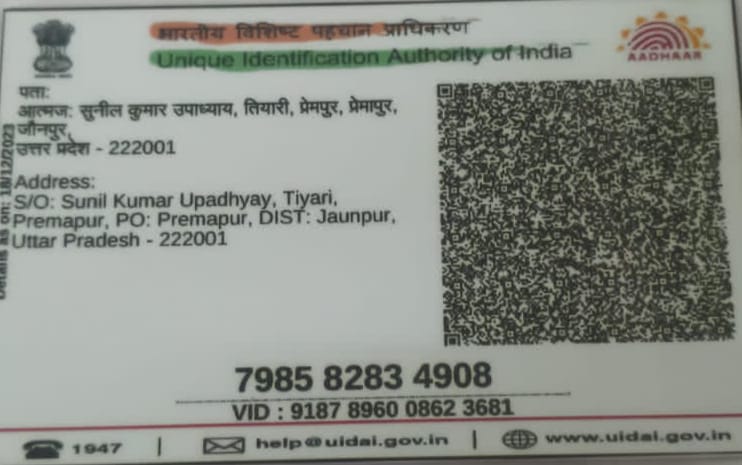 भारतीय विशिष्ट पहचान प्राधिकरण
Unique Identification Authority of India
AADHAAR
पता:
आत्मज: सुनील कुमार उपाध्याय, तियारी, प्रेमपुर, प्रेमापुर,
जौनपुर,
उत्तर प्रदेश - 222001
Address:
S/O: Sunil Kumar Upadhyay, Tiyari,
Premapur, PO: Premapur, DIST: Jaunpur,
Uttar Pradesh - 222001
Details as on: 18/12/2023
7985 8283 4908
VID : 9187 8960 0862 3681
1947 | help@uidai.gov.in | www.uidai.gov.in